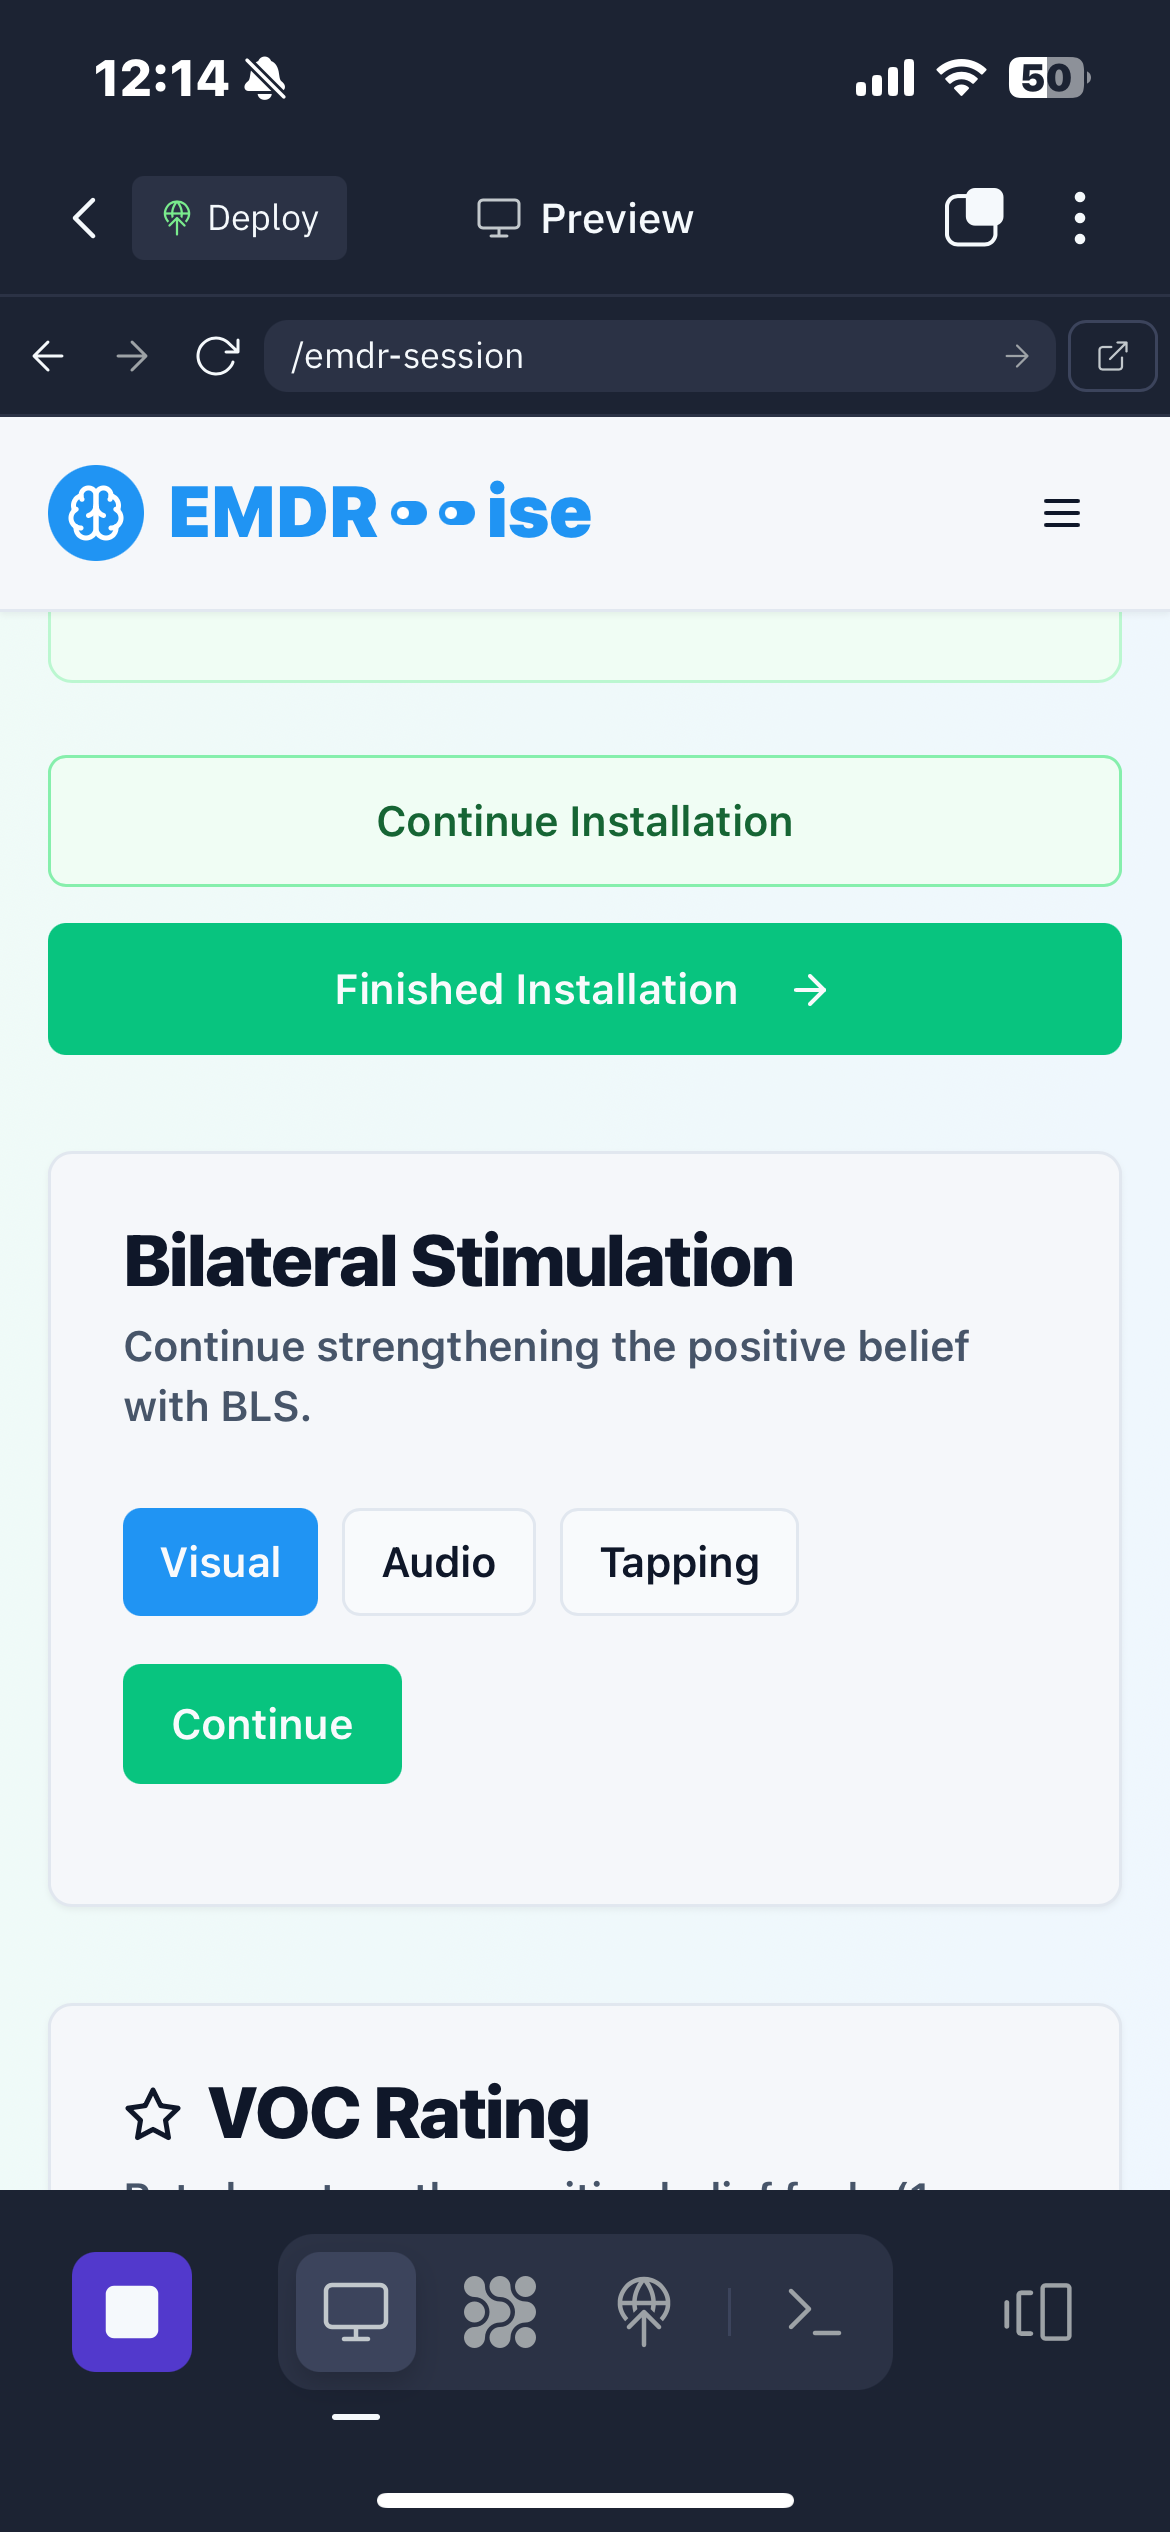 12:14
50
Deploy
Preview
/emdr-session
EMDR ise
Continue Installation
Finished Installation
Bilateral Stimulation
Continue strengthening the positive belief
with BLS.
Visual
Audio
Tapping
Continue
VOC Rating